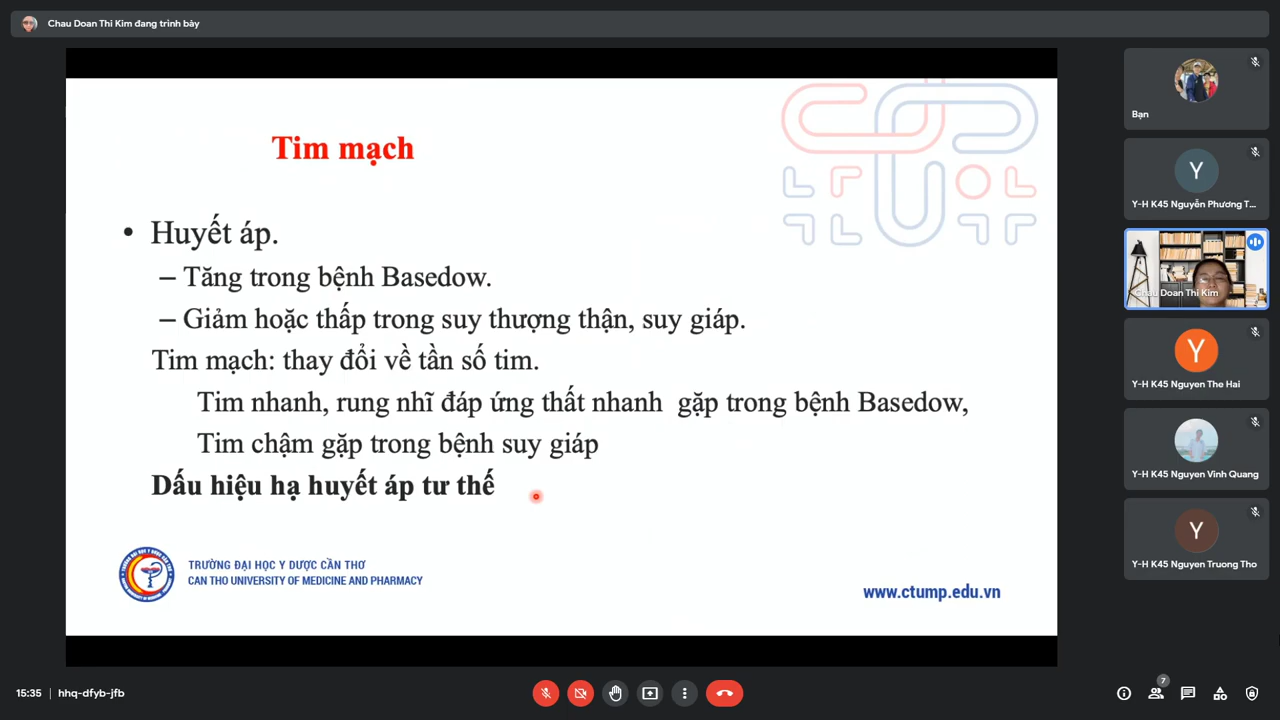 Chau Doan Thi Kim đang trình bày
Tim mạch
• Huyết áp.
– Tăng trong bệnh Basedow.
– Giảm hoặc thấp trong suy thượng thận, suy giáp.
Tim mạch: thay đổi về tần số tim.
Tim nhanh, rung nhĩ đáp ứng thất nhanh gặp trong bệnh Basedow,
Tim chậm gặp trong bệnh suy giáp
Dấu hiệu hạ huyết áp tư thế
TRƯỜNG ĐẠI HỌC Y DƯỢC CẦN THƠ
CAN THO UNIVERSITY OF MEDICINE AND PHARMACY
www.ctump.edu.vn
Bạn
Y
Y-H K45 Nguyễn Phương T...
Chau Doan Thi Kim
Y
Y-H K45 Nguyen The Hai
Y-H K45 Nguyen Vinh Quang
Y
Y-H K45 Nguyen Truong Tho
15:35 | hhq-dfyb-jfb
7